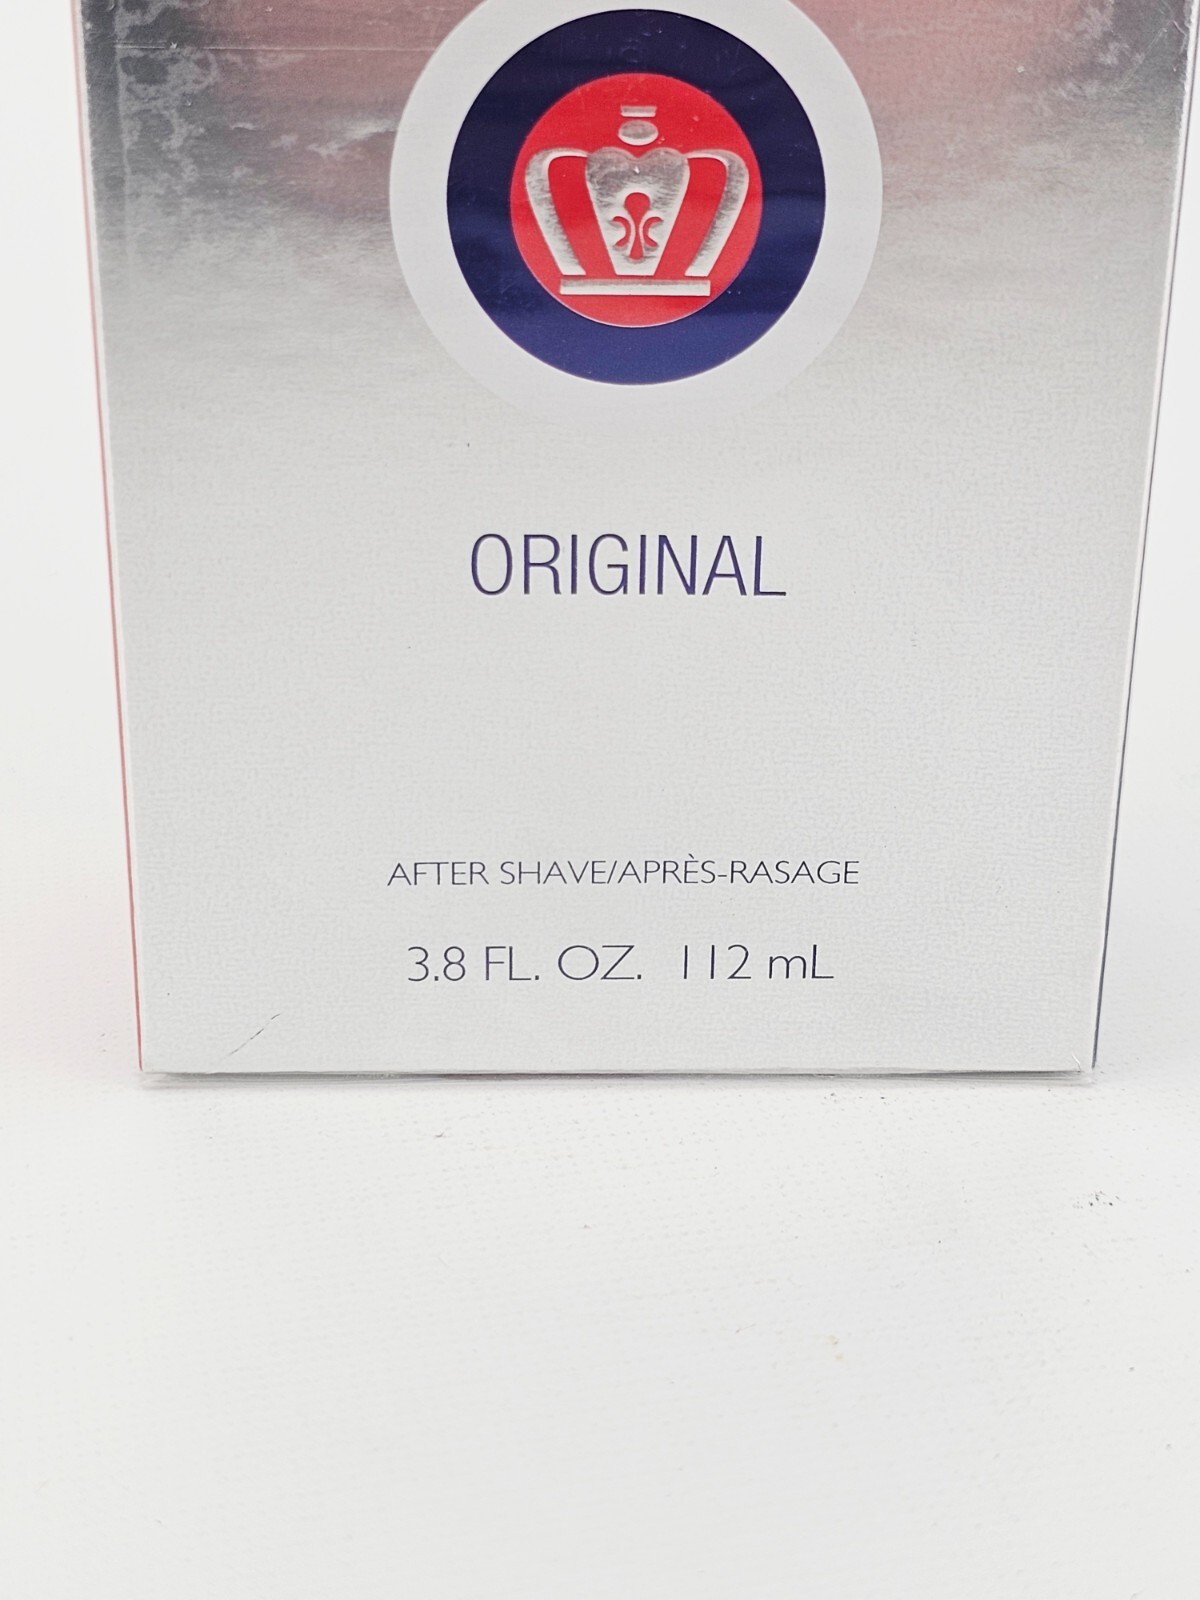 ORIGINAL
AFTER SHAVE/APRÈS-RASAGE
3.8 FL. OZ. 112 mL